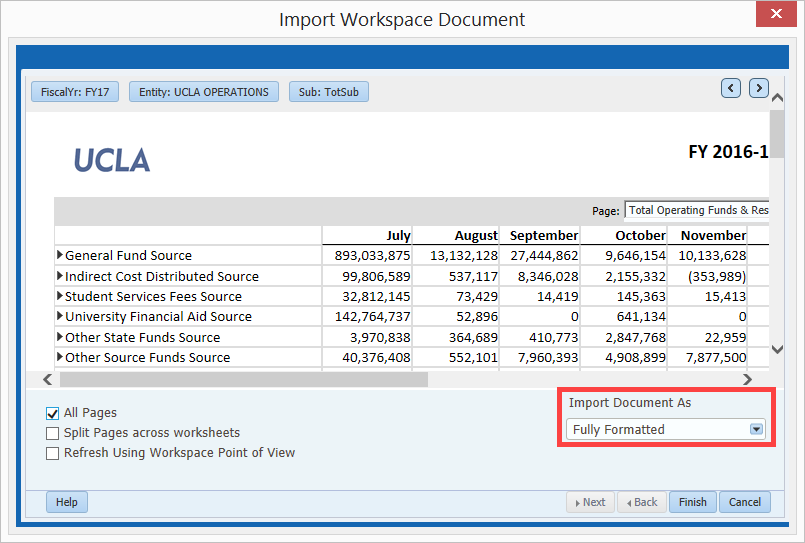 Import Workspace Document
FiscalYr: FY17 Entity: UCLA OPERATIONS Sub: TotSub
UCLA
FY 2016-1
Page: Total Operating Funds & Res
July August September October November
General Fund Source 893,033,875 13,132,128 27,444,862 9,646,154 10,133,628
Indirect Cost Distributed Source 99,806,589 537,117 8,346,028 2,155,332 (353,989)
Student Services Fees Source 32,812,145 73,429 14,419 145,363 15,413
University Financial Aid Source 142,764,737 52,896 0 641,134 0
Other State Funds Source 3,970,838 364,689 410,773 2,847,768 22,959
Other Source Funds Source 40,376,408 552,101 7,960,393 4,908,899 7,877,500
Import Document As
All Pages
Fully Formatted
Split Pages across worksheets
Refresh Using Workspace Point of View
Help Next Back Finish Cancel